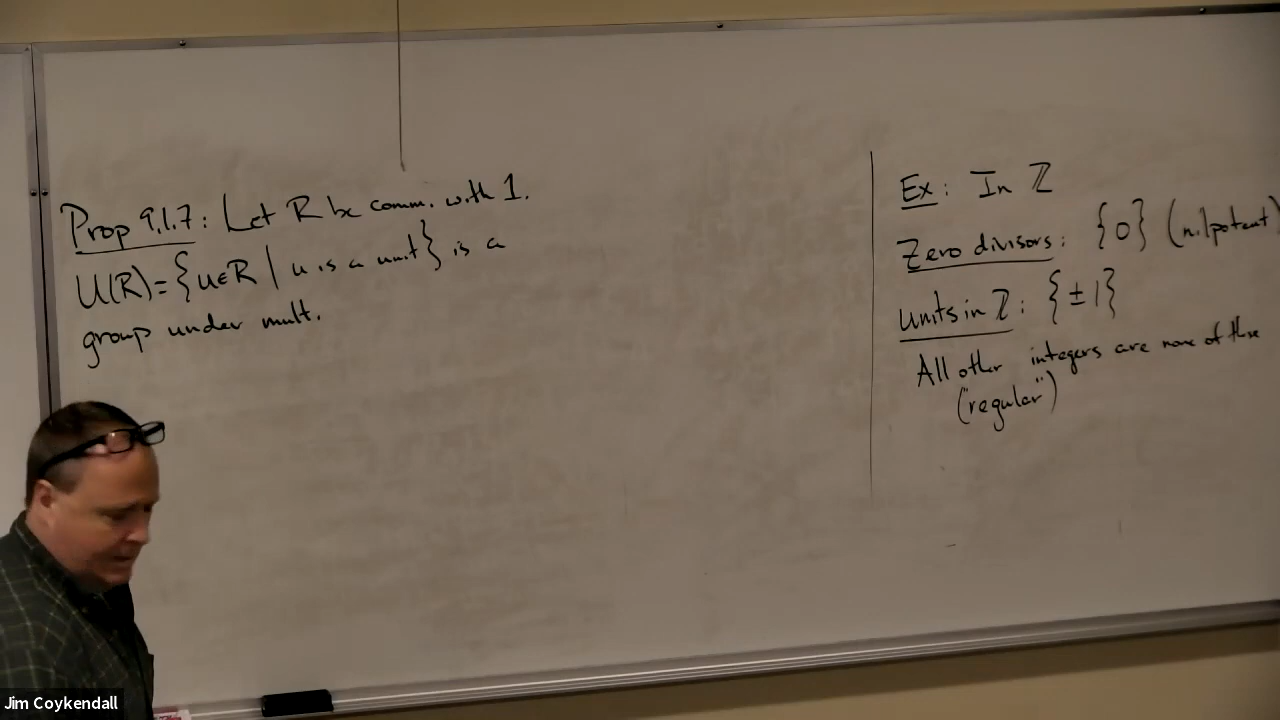 Prop 9.1.7: Let R be comm. with 1.
U(R)={u∈R | u is a unit} is a
group under mult.
Ex: In ℤ
Zero divisors: {0} (nilpotent)
Units in ℤ: {±1}
All other integers are none of these
("regular")
Jim Coykendall